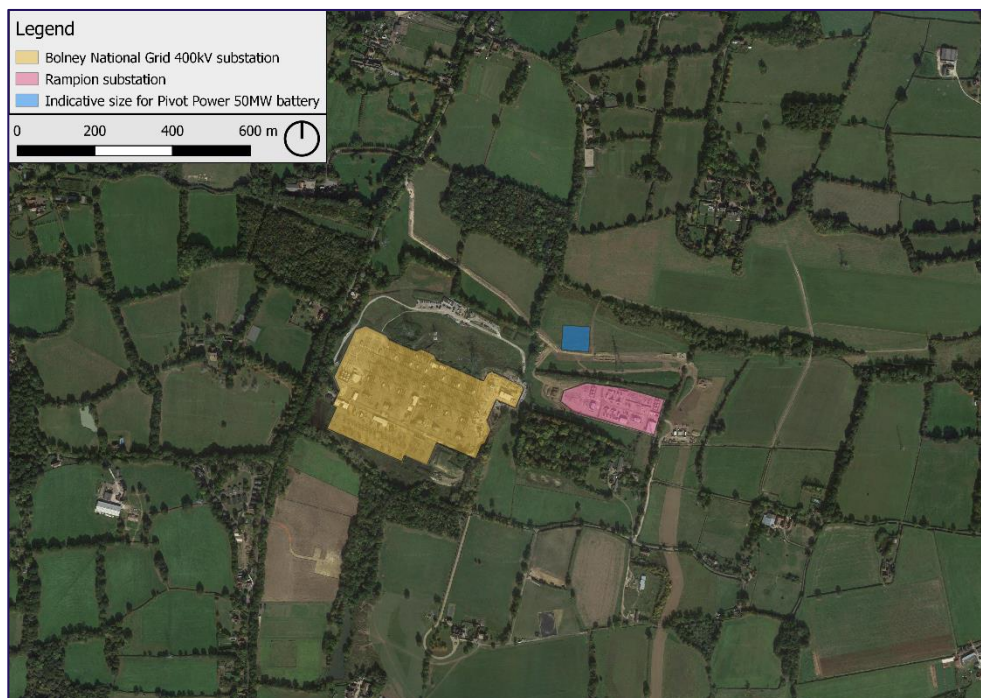 Legend
Bolney National Grid 400kV substation
Rampion substation
Indicative size for Pivot Power 50MW battery
0 200 400 600 m